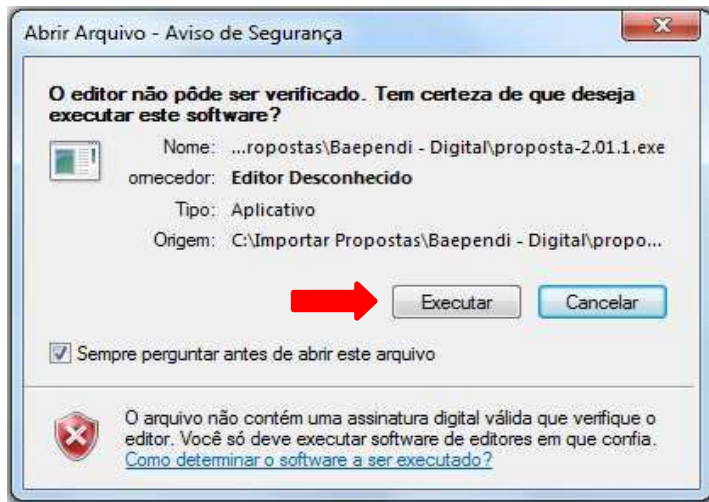 Abrir Arquivo - Aviso de Segurança
O editor não pôde ser verificado. Tem certeza de que deseja
executar este software?
Nome: ...ropostas\Baependi - Digital\proposta-2.01.1.exe
omecedor: Editor Desconhecido
Tipo: Aplicativo
Origem: C:\Importar Propostas\Baependi - Digital\propo...
Executar Cancelar
Sempre perguntar antes de abrir este arquivo
O arquivo não contém uma assinatura digital válida que verifique o
editor. Você só deve executar software de editores em que confia.
Como determinar o software a ser executado?